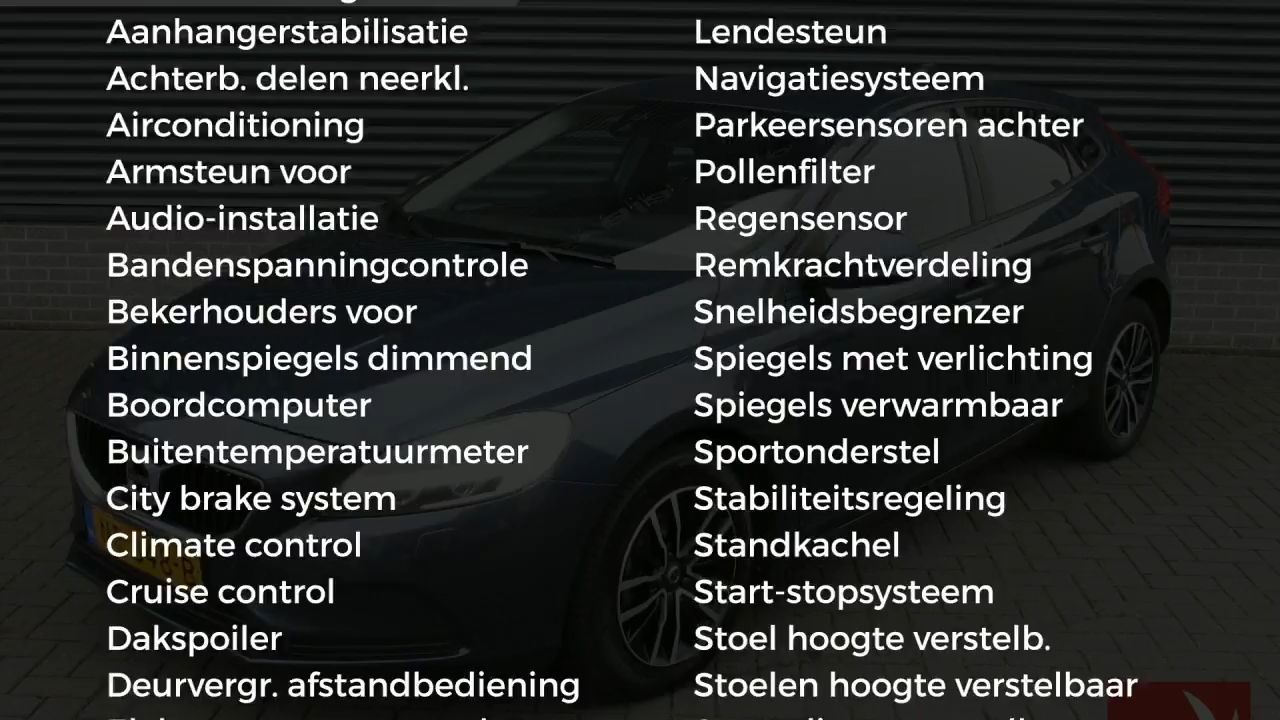 Aanhangerstabilisatie
Achterb. delen neerkl.
Airconditioning
Armsteun voor
Audio-installatie
Bandenspanningcontrole
Bekerhouders voor
Binnenspiegels dimmend
Boordcomputer
Buitentemperatuurmeter
City brake system
Climate control
Cruise control
Dakspoiler
Deurvergr. afstandbediening
Lendesteun
Navigatiesysteem
Parkeersensoren achter
Pollenfilter
Regensensor
Remkrachtverdeling
Snelheidsbegrenzer
Spiegels met verlichting
Spiegels verwarmbaar
Sportonderstel
Stabiliteitsregeling
Standkachel
Start-stopsysteem
Stoel hoogte verstelb.
Stoelen hoogte verstelbaar